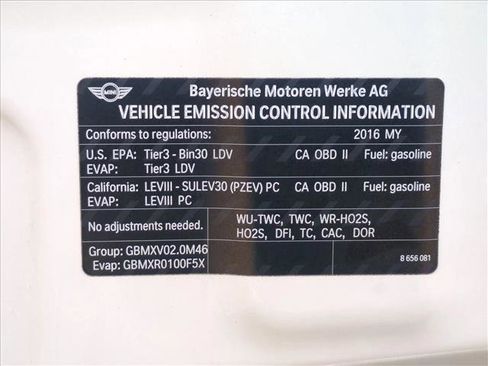 MINI
Bayerische Motoren Werke AG
VEHICLE EMISSION CONTROL INFORMATION
Conforms to regulations: 2016 MY
U.S. EPA: Tier3 - Bin30 LDV CA OBD II Fuel: gasoline
EVAP: Tier3 LDV
California: LEVIII - SULEV30 (PZEV) PC CA OBD II Fuel: gasoline
EVAP: LEVIII PC
No adjustments needed.
WU-TWC, TWC, WR-HO2S,
HO2S, DFI, TC, CAC, DOR
Group: GBMXV02.0M46
Evap: GBMXR0100F5X
8 656 081